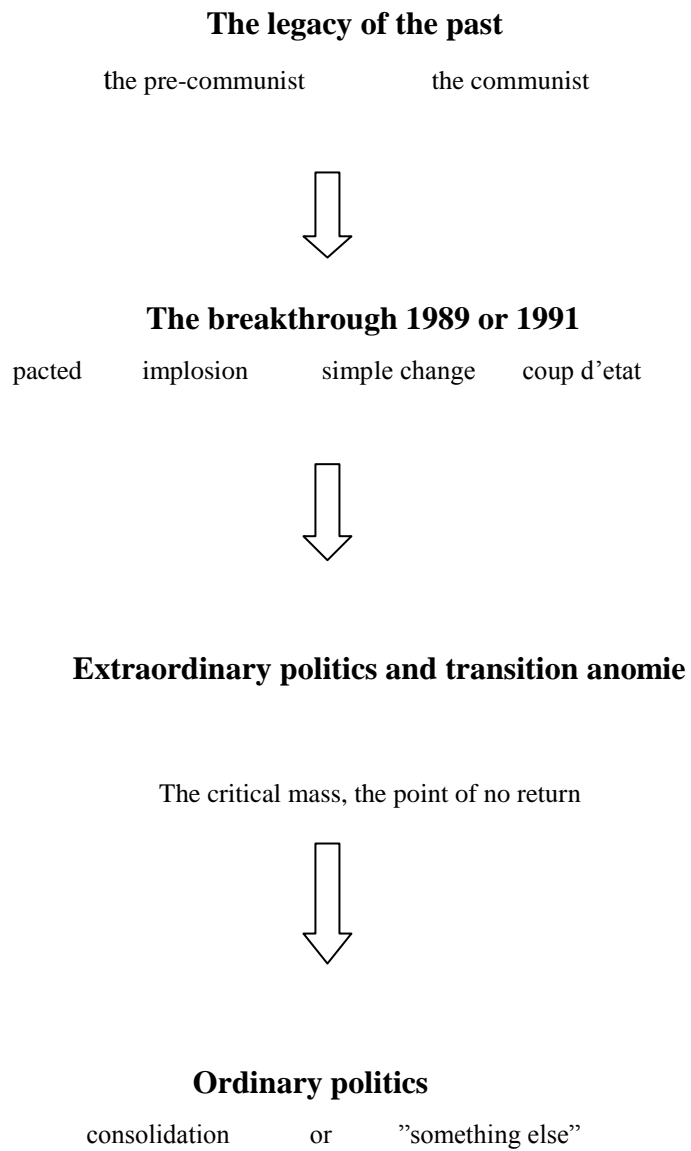 The legacy of the past
the pre-communist the communist
The breakthrough 1989 or 1991
pacted implosion simple change coup d’etat
Extraordinary politics and transition anomie
The critical mass, the point of no return
Ordinary politics
consolidation or ”something else”